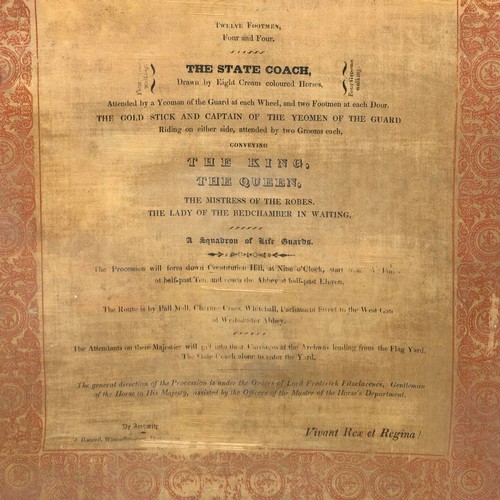 TWELVE FOOTMEN,
Four and Four.
THE STATE COACH,
Drawn by Eight Cream coloured Horses.
Four Grooms
walking.
walking.
Attended by a Yeoman of the Guard at each Wheel, and two Footmen at each Door.
THE GOLD STICK AND CAPTAIN OF THE YEOMEN OF THE GUARD
Riding on either side, attended by two Grooms each,
CONVEYING
THE KING,
THE QUEEN,
THE MISTRESS OF THE ROBES.
THE LADY OF THE BEDCHAMBER IN WAITING.
A Squadron of Life Guards.
The Procession will form down Constitution Hill, at Nine o'Clock, start from
at half-past Ten, and reach the Abbey at half-past Eleven.
The Route is by Pall Mall, Charing Cross, Whitehall, Parliament Street to the West Gate
of Westminster Abbey.
The Attendants on their Majesties will get into their Carriages at the Archway leading from the Flag Yard.
The State Coach alone to enter the Yard.
The general direction of the Procession is under the Orders of Lord Frederick Fitzclarence, Gentleman
of the Horse to His Majesty, assisted by the Officers of the Master of the Horse's Department.
By Authority
Vivant Rex et Regina!